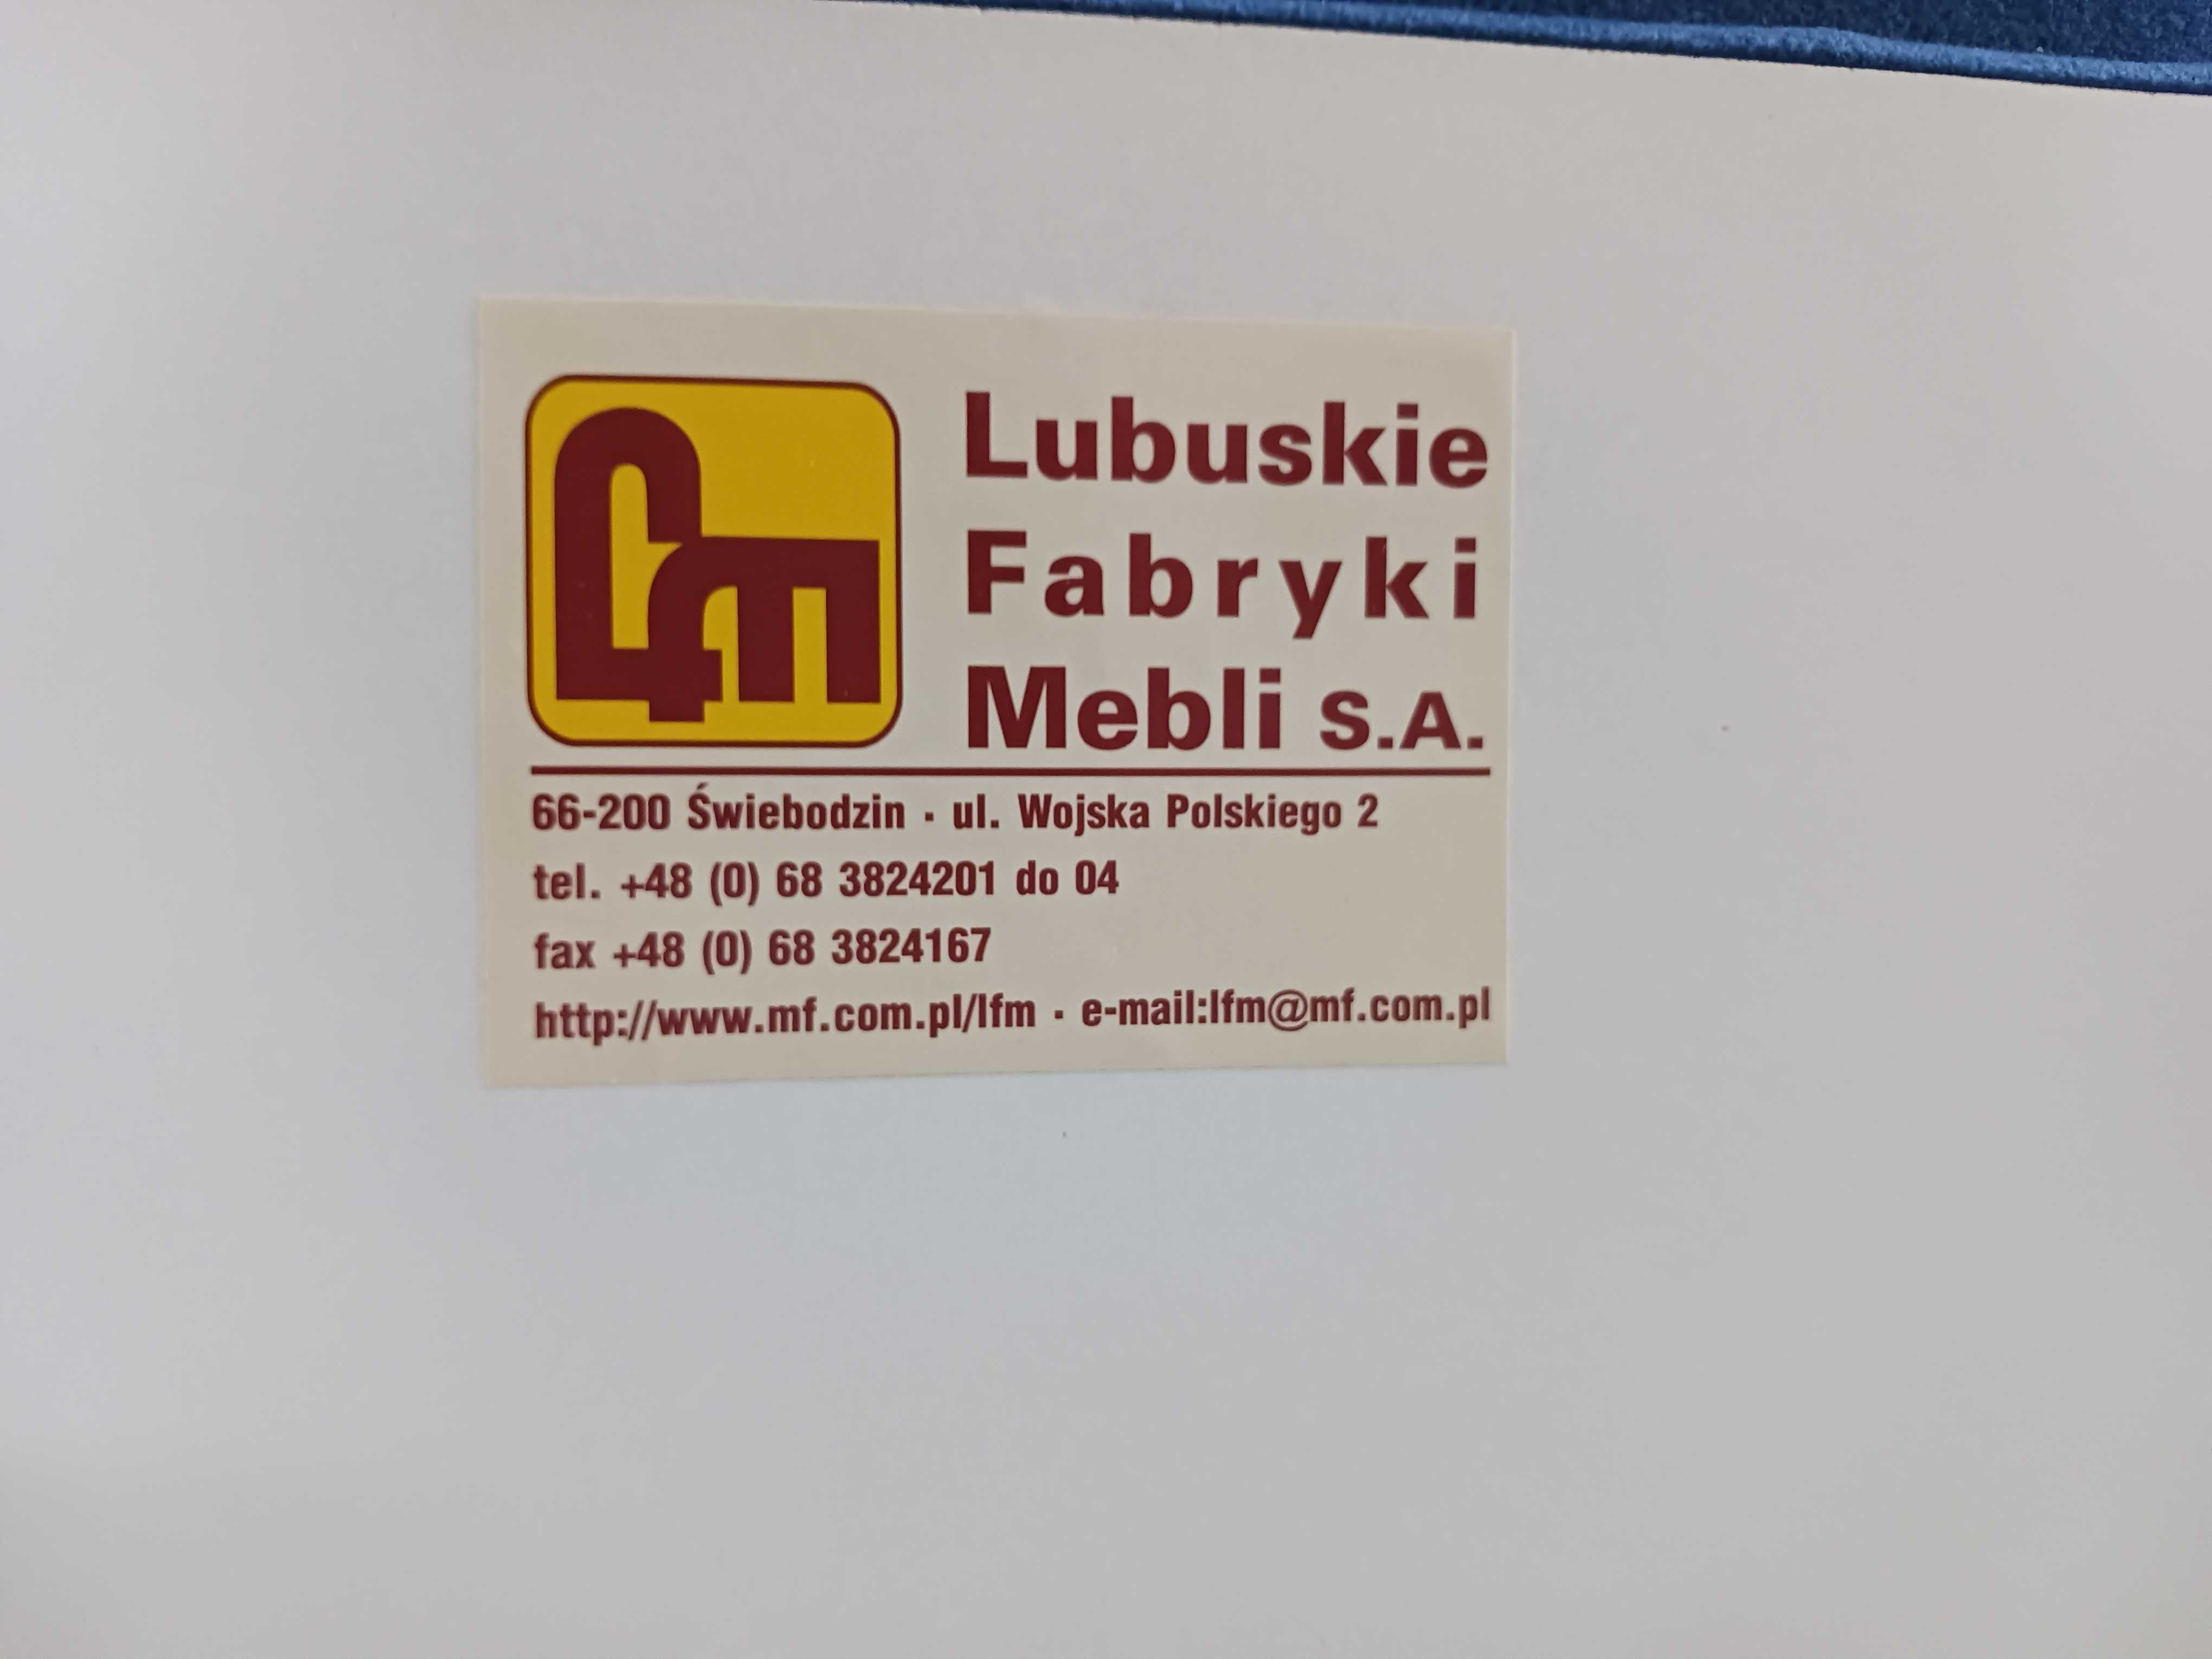 Lubuskie
Fabryki
Mebli S.A.
66-200 Świebodzin · ul. Wojska Polskiego 2
tel. +48 (0) 68 3824201 do 04
fax +48 (0) 68 3824167
http://www.mf.com.pl/lfm · e-mail:lfm@mf.com.pl